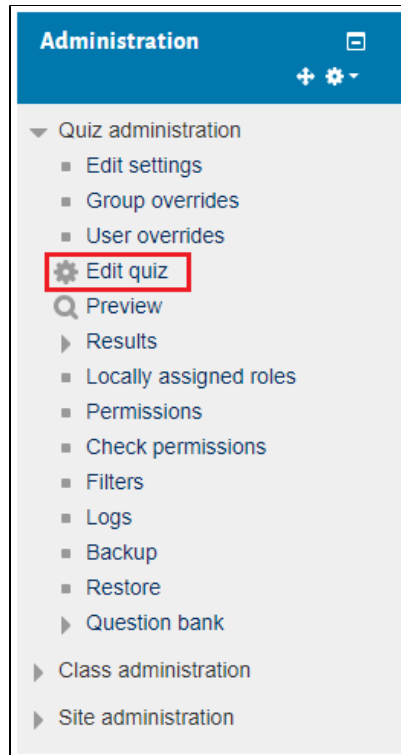 Administration
Quiz administration
Edit settings
Group overrides
User overrides
Edit quiz
Preview
Results
Locally assigned roles
Permissions
Check permissions
Filters
Logs
Backup
Restore
Question bank
Class administration
Site administration